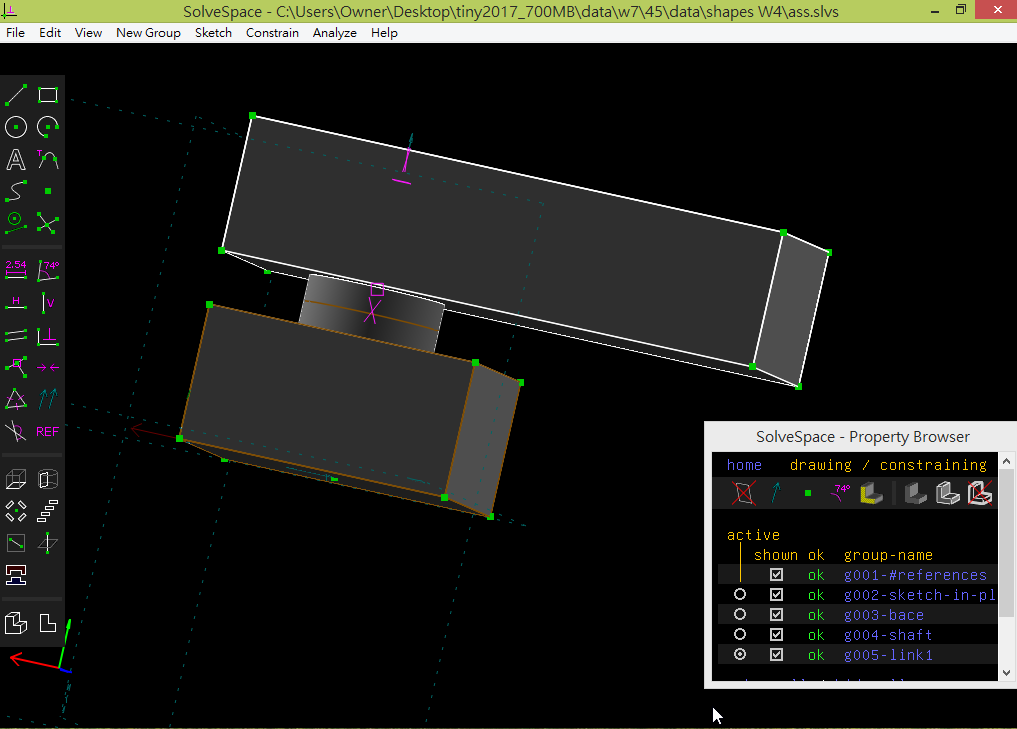 SolveSpace - C:\Users\Owner\Desktop\tiny2017_700MB\data\w7\45\data\shapes W4\ass.slvs
File Edit View New Group Sketch Constrain Analyze Help
A T
2.54 74°
H V
REF
SolveSpace - Property Browser
home drawing / constraining
74°
active
shown ok group-name
ok g001-#references
ok g002-sketch-in-pl
ok g003-bace
ok g004-shaft
ok g005-link1